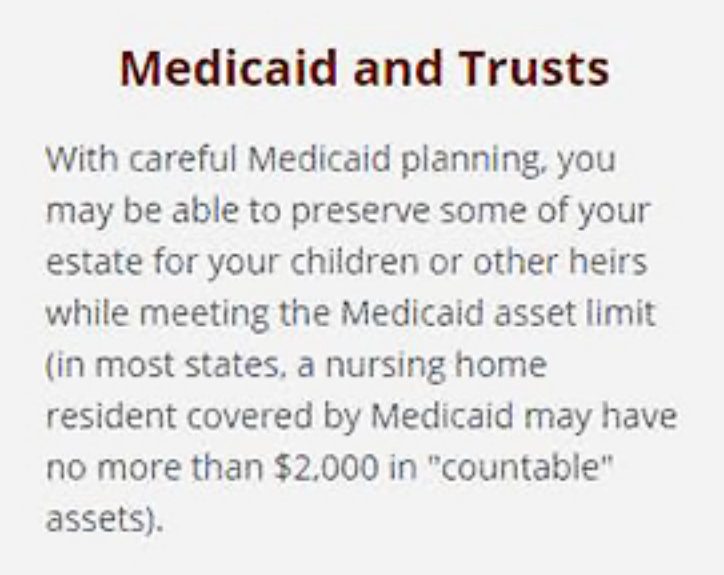 Medicaid and Trusts
With careful Medicaid planning, you
may be able to preserve some of your
estate for your children or other heirs
while meeting the Medicaid asset limit
(in most states, a nursing home
resident covered by Medicaid may have
no more than $2,000 in "countable"
assets).